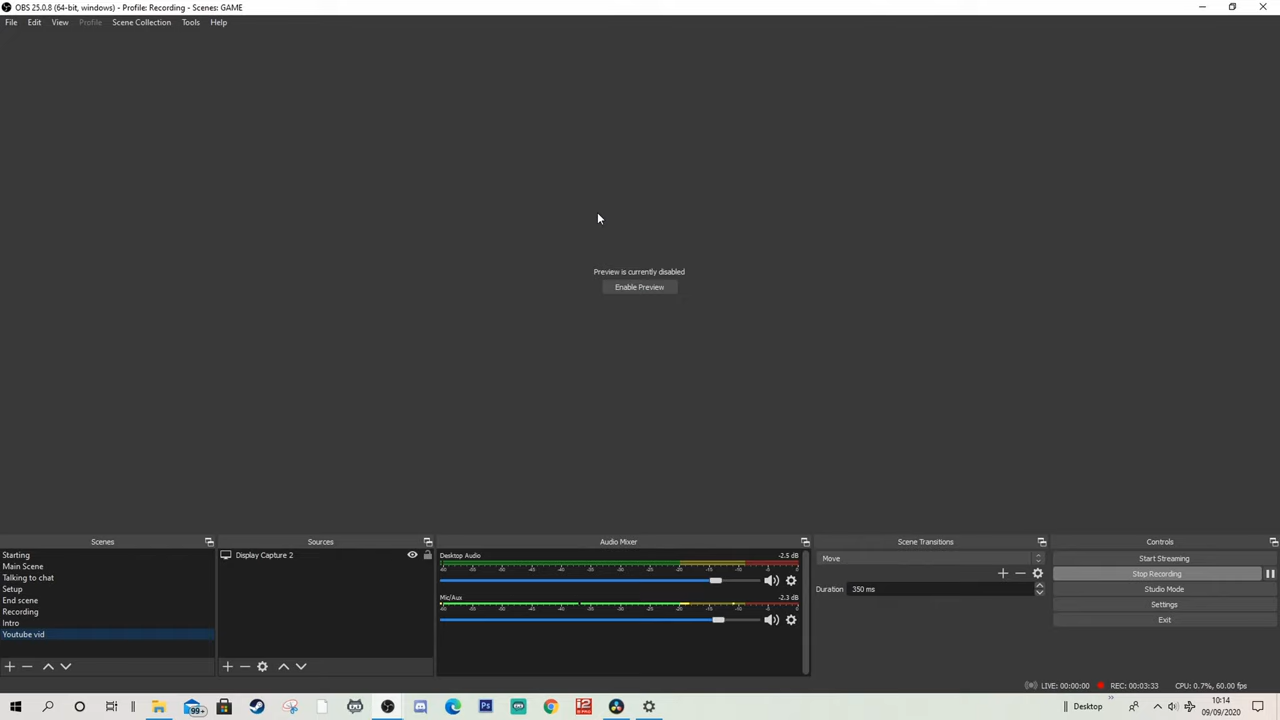 OBS 25.0.8 (64-bit, windows) - Profile: Recording - Scenes: GAME
File Edit View Profile Scene Collection Tools Help
Preview is currently disabled
Enable Preview
Scenes
Starting
Main Scene
Talking to chat
Setup
End scene
Recording
Intro
Youtube vid
Sources
Display Capture 2
Audio Mixer
Desktop Audio -2.5 dB
Mic/Aux -2.3 dB
Scene Transitions
Move
Duration 350 ms
Controls
Start Streaming
Stop Recording
Studio Mode
Settings
Exit
LIVE: 00:00:00 REC: 00:03:33 CPU: 0.7%, 60.00 fps
99+ Ps i2 Desktop 10:14
09/09/2020